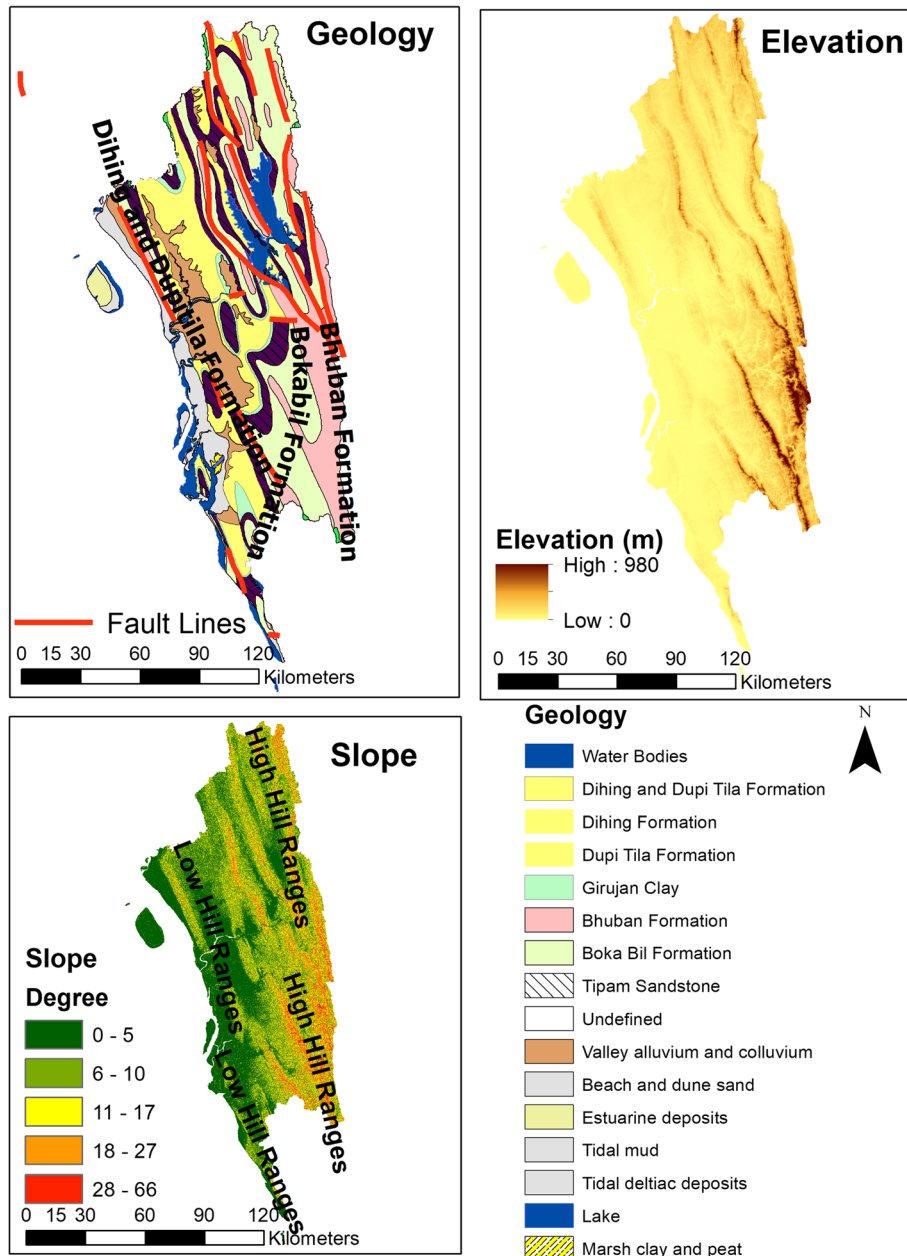 Geology
Dihing and Dupitila Formation
Bokabil Formation
Bhuban Formation
Fault Lines
0 15 30 60 90 120
Kilometers
Elevation
Elevation (m)
High : 980
Low : 0
0 15 30 60 90 120
Kilometers
Slope
High Hill Ranges
Low Hill Ranges
High Hill Ranges
Low Hill Ranges
Slope
Degree
0 - 5
6 - 10
11 - 17
18 - 27
28 - 66
0 15 30 60 90 120
Kilometers
Geology
N
Water Bodies
Dihing and Dupi Tila Formation
Dihing Formation
Dupi Tila Formation
Girujan Clay
Bhuban Formation
Boka Bil Formation
Tipam Sandstone
Undefined
Valley alluvium and colluvium
Beach and dune sand
Estuarine deposits
Tidal mud
Tidal deltiac deposits
Lake
Marsh clay and peat